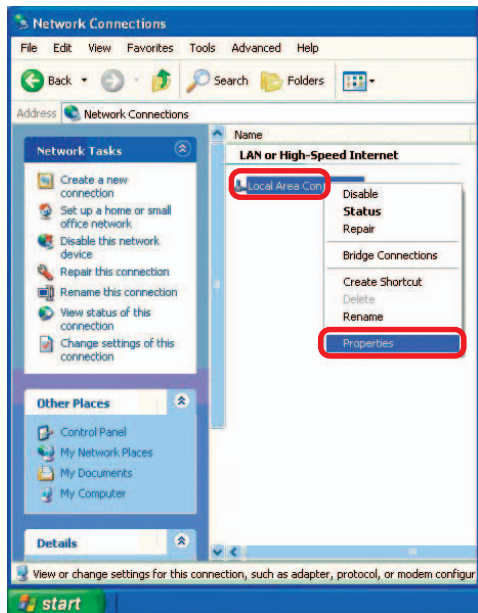 Network Connections
File Edit View Favorites Tools Advanced Help
Back Search Folders
Address Network Connections
Name
LAN or High-Speed Internet
Local Area Con
Disable
Status
Repair
Bridge Connections
Create Shortcut
Delete
Rename
Properties
Network Tasks
Create a new
connection
Set up a home or small
office network
Disable this network
device
Repair this connection
Rename this connection
View status of this
connection
Change settings of this
connection
Other Places
Control Panel
My Network Places
My Documents
My Computer
Details
View or change settings for this connection, such as adapter, protocol, or modem configur
start